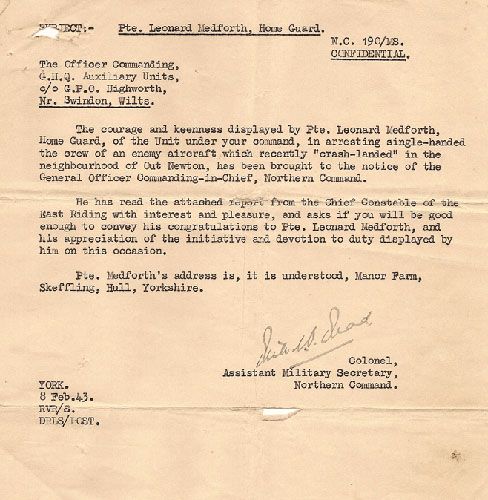 SUBJECT:- Pte. Leonard Medforth, Home Guard.
N.C. 190/MS.
CONFIDENTIAL.
The Officer Commanding,
G.H.Q. Auxiliary Units,
c/o G.P.O. Highworth,
Nr. Swindon, Wilts.
The courage and keenness displayed by Pte. Leonard Medforth,
Home Guard, of the Unit under your command, in arresting single-handed
the crew of an enemy aircraft which recently "crash-landed" in the
neighbourhood of Out Newton, has been brought to the notice of the
General Officer Commanding-in-Chief, Northern Command.
He has read the attached report from the Chief Constable of the
East Riding with interest and pleasure, and asks if you will be good
enough to convey his congratulations to Pte. Leonard Medforth, and
his appreciation of the initiative and devotion to duty displayed by
him on this occasion.
Pte. Medforth's address is, it is understood, Manor Farm,
Skeffling, Hull, Yorkshire.
Colonel,
Assistant Military Secretary,
Northern Command.
YORK.
8 Feb.43.
DRLS/POST.